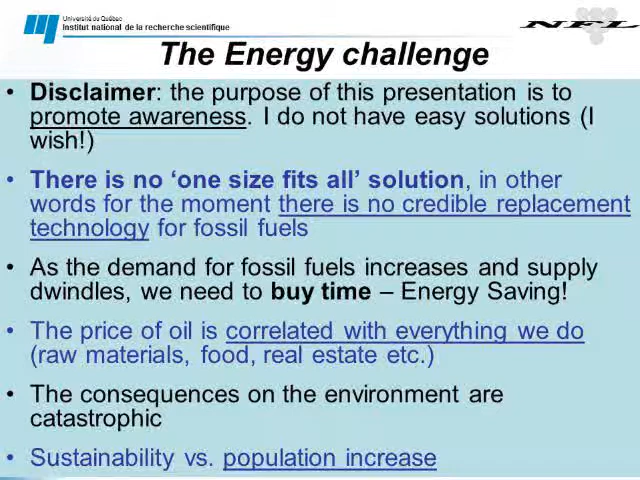 Université du Québec
Institut national de la recherche scientifique
NFL
The Energy challenge
• Disclaimer: the purpose of this presentation is to
promote awareness. I do not have easy solutions (I
wish!)
• There is no ‘one size fits all’ solution, in other
words for the moment there is no credible replacement
technology for fossil fuels
• As the demand for fossil fuels increases and supply
dwindles, we need to buy time – Energy Saving!
• The price of oil is correlated with everything we do
(raw materials, food, real estate etc.)
• The consequences on the environment are
catastrophic
• Sustainability vs. population increase